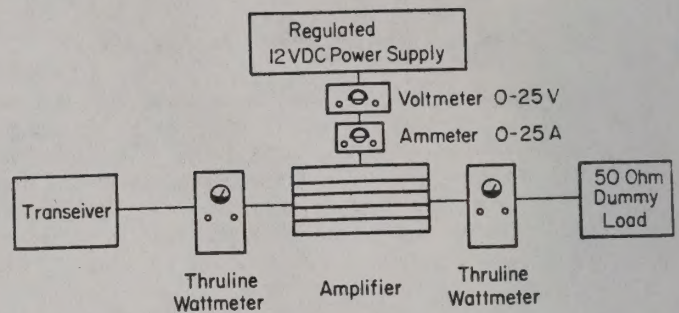 Regulated
12VDC Power Supply
Voltmeter 0-25V
Ammeter 0-25A
Transeiver
50 Ohm
Dummy
Load
Thruline
Wattmeter
Amplifier
Thruline
Wattmeter